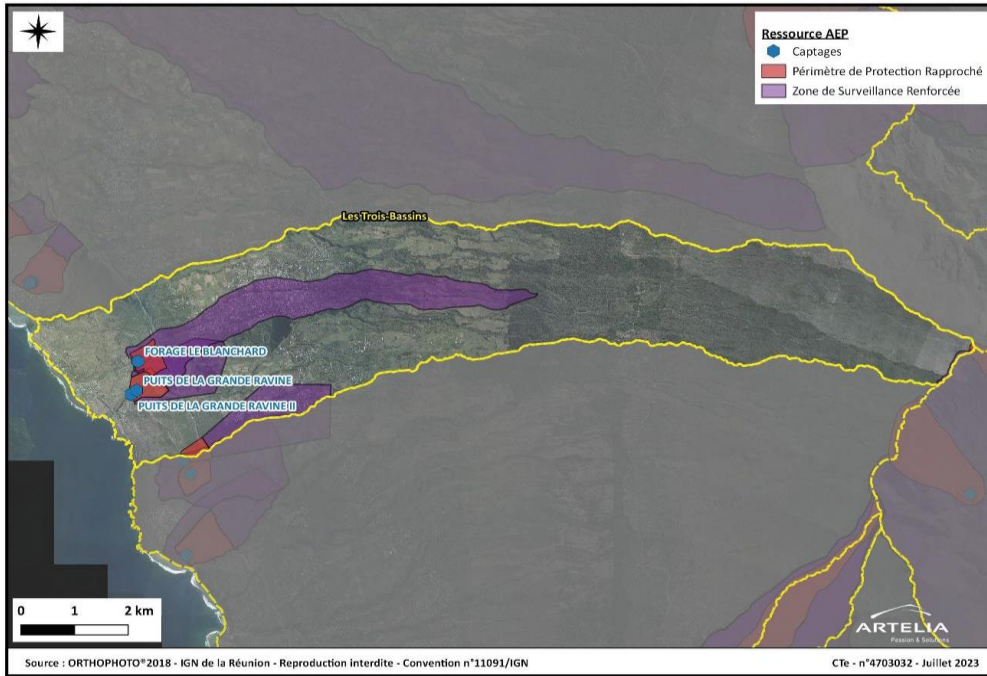 Ressource AEP
Captages
Périmètre de Protection Rapproché
Zone de Surveillance Renforcée
Les Trois-Bassins
FORAGE LE BLANCHARD
PUITS DE LA GRANDE RAVINE
PUITS DE LA GRANDE RAVINE II
0 1 2 km
ARTELIA
Passion & Solutions
Source : ORTHOPHOTO®2018 - IGN de la Réunion - Reproduction interdite - Convention n°11091/IGN
CTe - n°4703032 - Juillet 2023